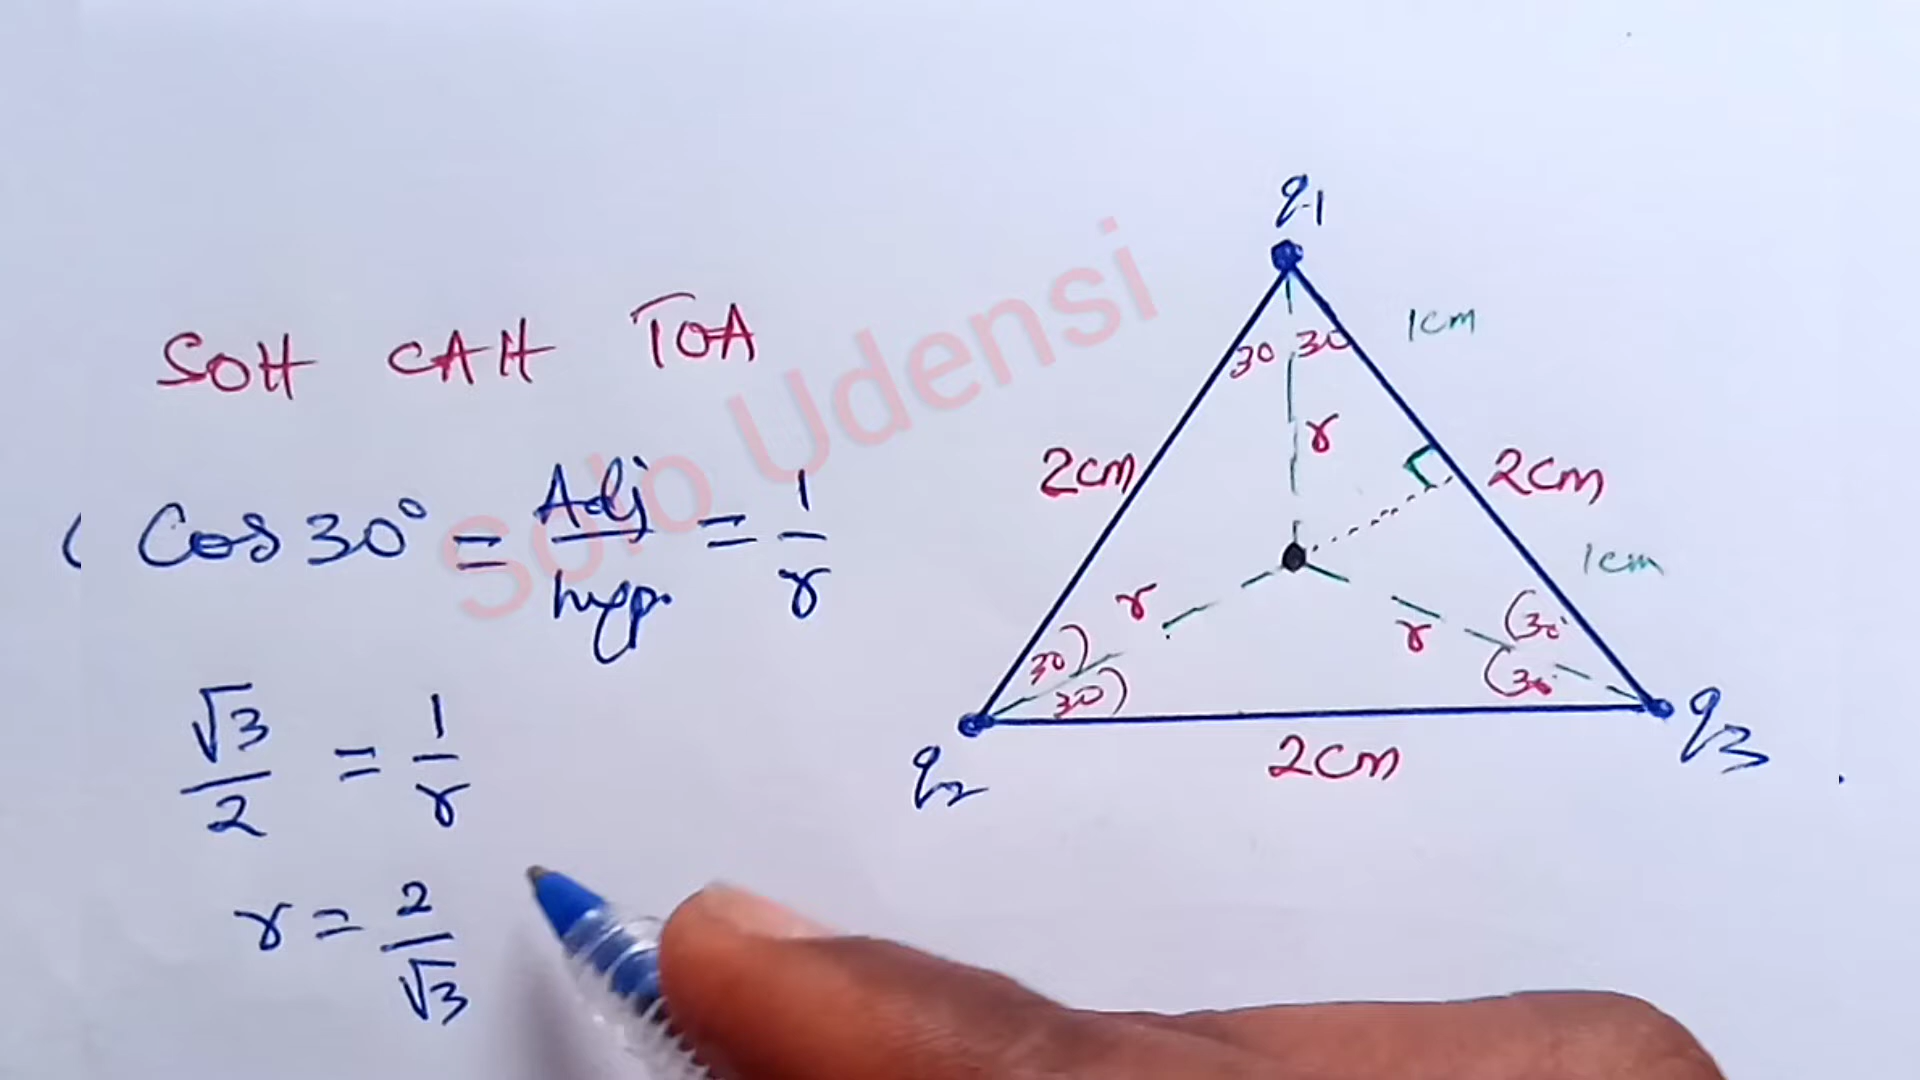 SOH CAH TOA
Cos 30° = Adj/hyp. = 1/r
√3/2 = 1/r
r = 2/√3
q1
1cm
30 30
r
2cm
2cm
1cm
r
r
(30°
30)
(30°
30)
q2
q3
2cm
Solo Udensi